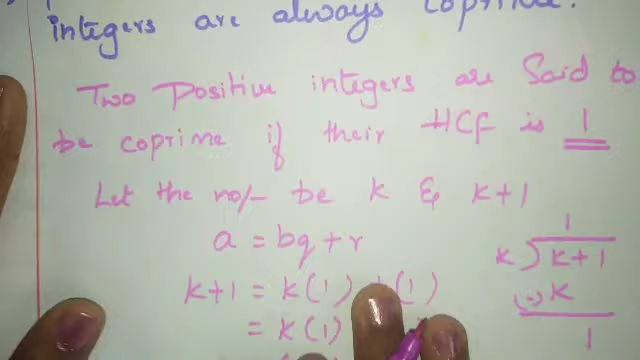 integers are always coprime.
Two Positive integers are Said to
be coprime if their HCF is 1
Let the no/- be k & k+1
a = bq + r
k+1 = k(1) + (1)
= k(1)
1
k ) k+1
(-) k
1